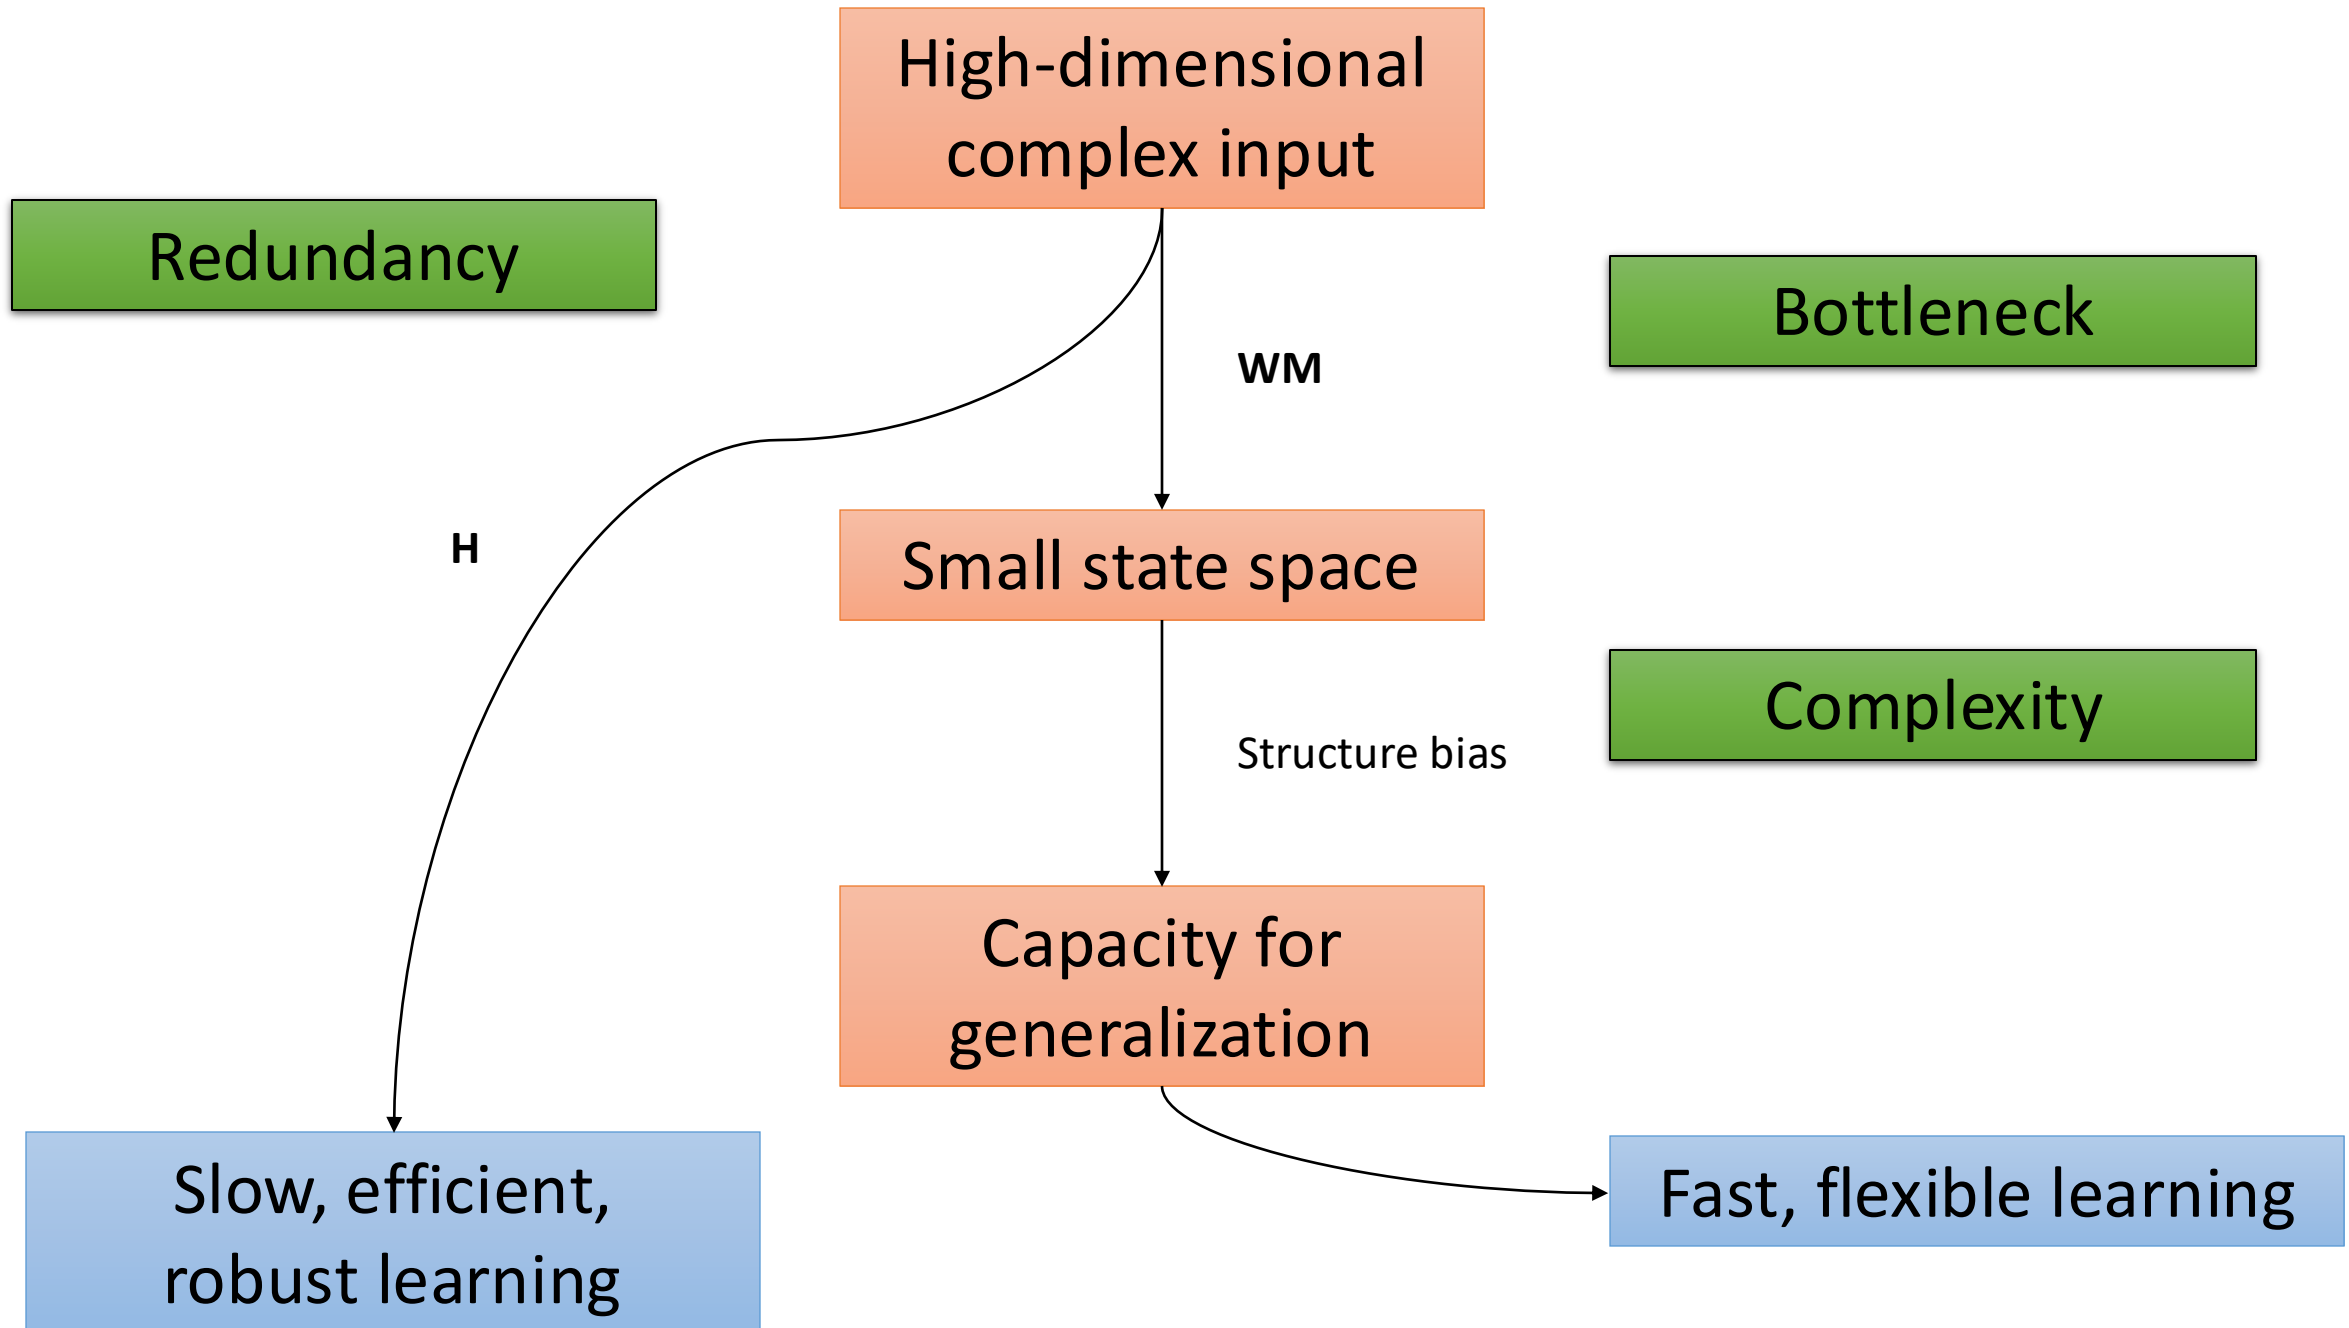 High-dimensional
complex input
Redundancy
Bottleneck
WM
H
Small state space
Complexity
Structure bias
Capacity for
generalization
Slow, efficient,
robust learning
Fast, flexible learning